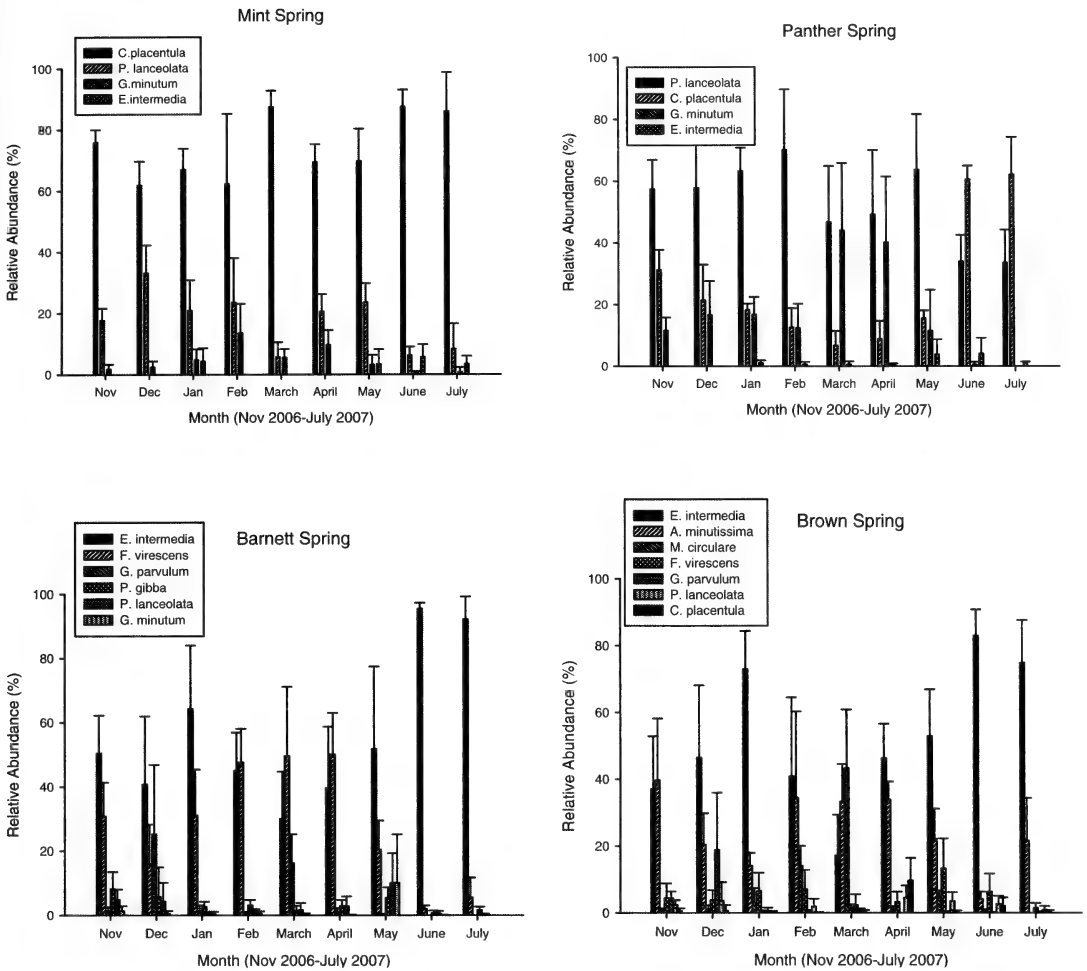 Mint Spring
C.placentula
P. lanceolata
G.minutum
E.intermedia
Relative Abundance (%)
100
80
60
40
20
0
Nov Dec Jan Feb March April May June July
Month (Nov 2006-July 2007)
Panther Spring
P. lanceolata
C. placentula
G. minutum
E. intermedia
Relative Abundance (%)
100
80
60
40
20
0
Nov Dec Jan Feb March April May June July
Month (Nov 2006-July 2007)
Barnett Spring
E. intermedia
F. virescens
G. parvulum
P. gibba
P. lanceolata
G. minutum
Relative Abundance (%)
100
80
60
40
20
0
Nov Dec Jan Feb March April May June July
Month (Nov 2006-July 2007)
Brown Spring
E. intermedia
A. minutissima
M. circulare
F. virescens
G. parvulum
P. lanceolata
C. placentula
Relative Abundance (%)
100
80
60
40
20
0
Nov Dec Jan Feb March April May June July
Month (Nov 2006-July 2007)